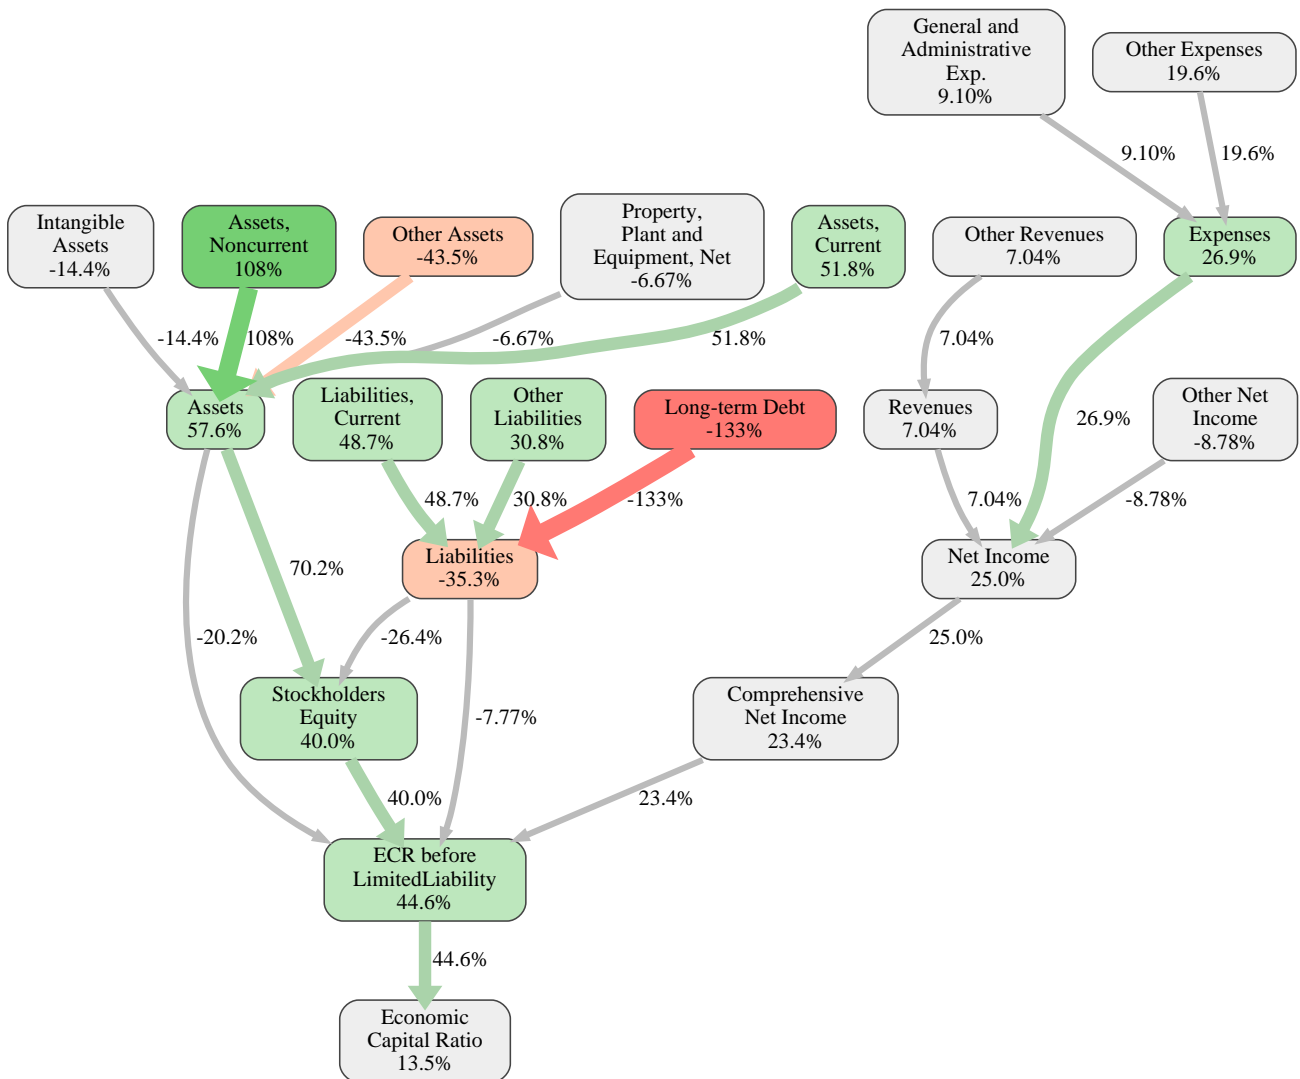 General and
Administrative
Exp.
9.10%
Other Expenses
19.6%
9.10%
19.6%
Intangible
Assets
-14.4%
Assets,
Noncurrent
108%
Other Assets
-43.5%
Property,
Plant and
Equipment, Net
-6.67%
Assets,
Current
51.8%
Other Revenues
7.04%
Expenses
26.9%
-14.4%
108%
-43.5%
-6.67%
51.8%
7.04%
26.9%
Assets
57.6%
Liabilities,
Current
48.7%
Other
Liabilities
30.8%
Long-term Debt
-133%
Revenues
7.04%
Other Net
Income
-8.78%
48.7%
30.8%
-133%
7.04%
-8.78%
70.2%
Liabilities
-35.3%
Net Income
25.0%
-20.2%
-26.4%
25.0%
Stockholders
Equity
40.0%
-7.77%
Comprehensive
Net Income
23.4%
40.0%
23.4%
ECR before
LimitedLiability
44.6%
44.6%
Economic
Capital Ratio
13.5%